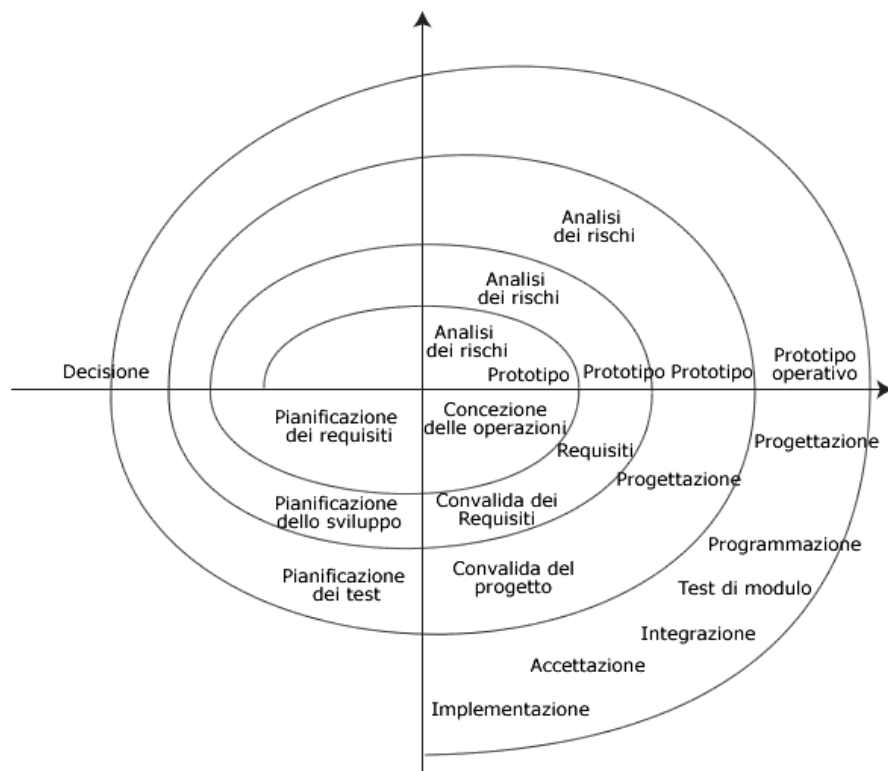 Analisi
dei rischi
Analisi
dei rischi
Analisi
dei rischi
Decisione
Prototipo
Prototipo
Prototipo
Prototipo
operativo
Pianificazione
dei requisiti
Concezione
delle operazioni
Requisiti
Progettazione
Progettazione
Pianificazione
dello sviluppo
Convalida dei
Requisiti
Programmazione
Pianificazione
dei test
Convalida del
progetto
Test di modulo
Integrazione
Accettazione
Implementazione